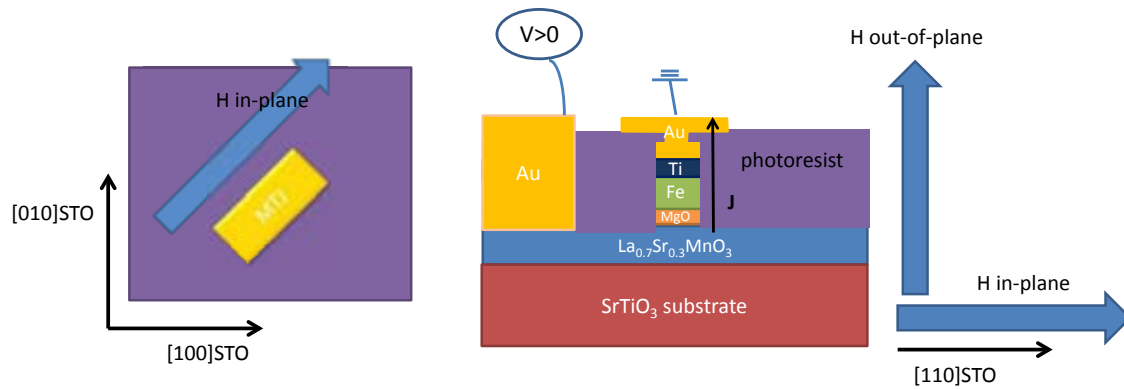 H in-plane
MTJ
[010]STO
[100]STO
V>0
H out-of-plane
Au
Au
Ti
Fe
MgO
J
photoresist
La0.7Sr0.3MnO3
SrTiO3 substrate
H in-plane
[110]STO